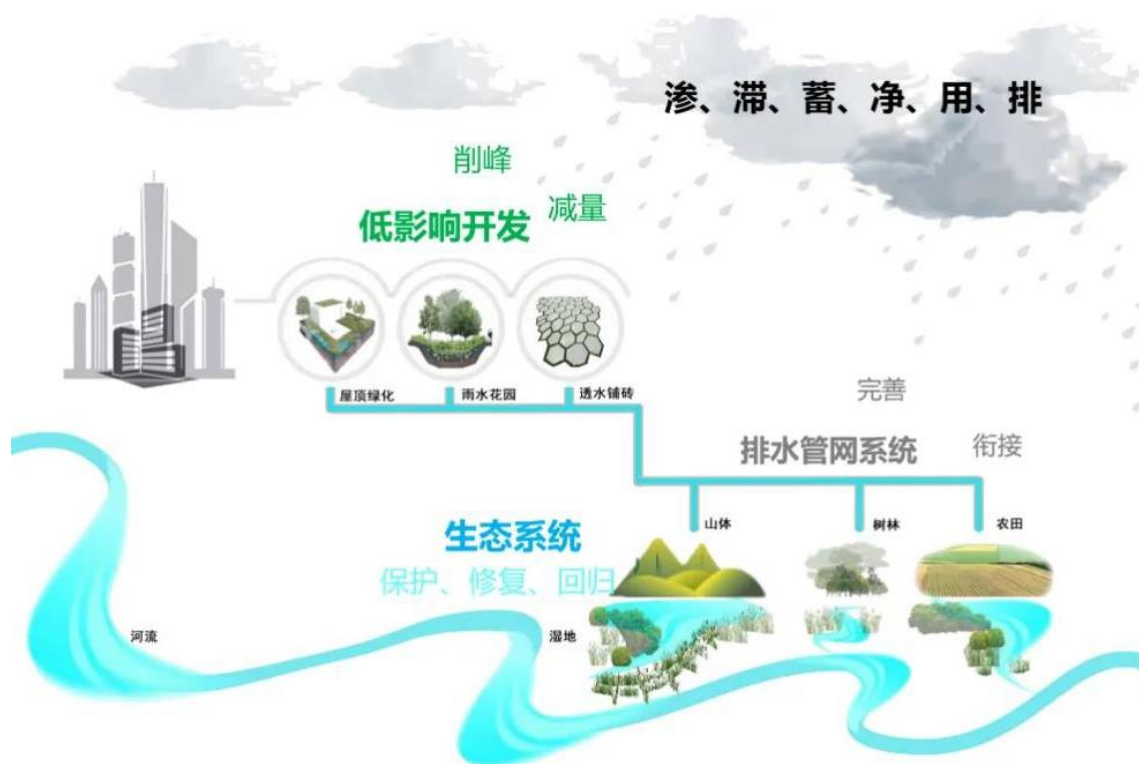 渗、滞、蓄、净、用、排
削峰
减量
低影响开发
屋顶绿化
雨水花园
透水铺砖
完善
排水管网系统
衔接
山体
树林
农田
生态系统
保护、修复、回归
河流
湿地